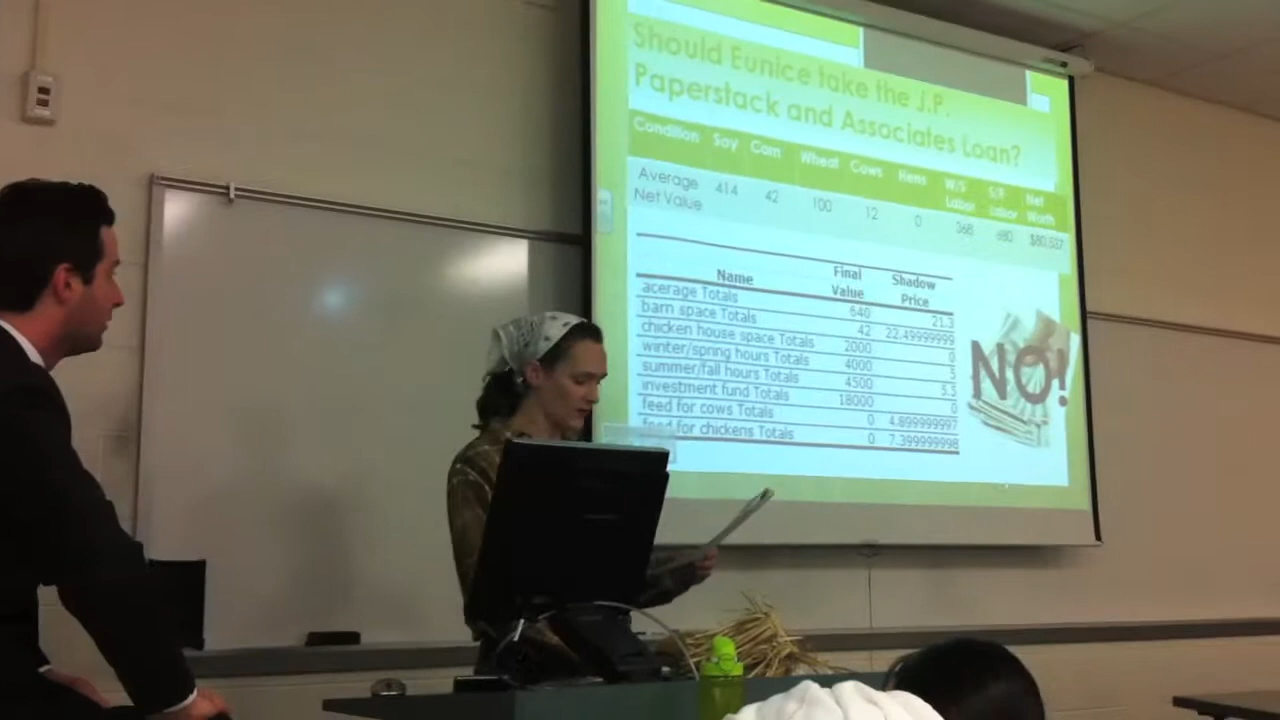 Should Eunice take the J.P.
Paperstack and Associates Loan?
Condition Soy Corn Wheat Cows Hens W/S Labor S/F Labor Net Worth
Average Net Value 414 42 100 12 0 368 680 $80,537
Name Final Value Shadow Price
acerage Totals 640 21.3
barn space Totals 42 22.49999999
chicken house space Totals 2000 0
winter/spring hours Totals 4000 5
summer/fall hours Totals 4500 5.5
investment fund Totals 18000 0
feed for cows Totals 0 4.899999997
feed for chickens Totals 0 7.399999998
NO!